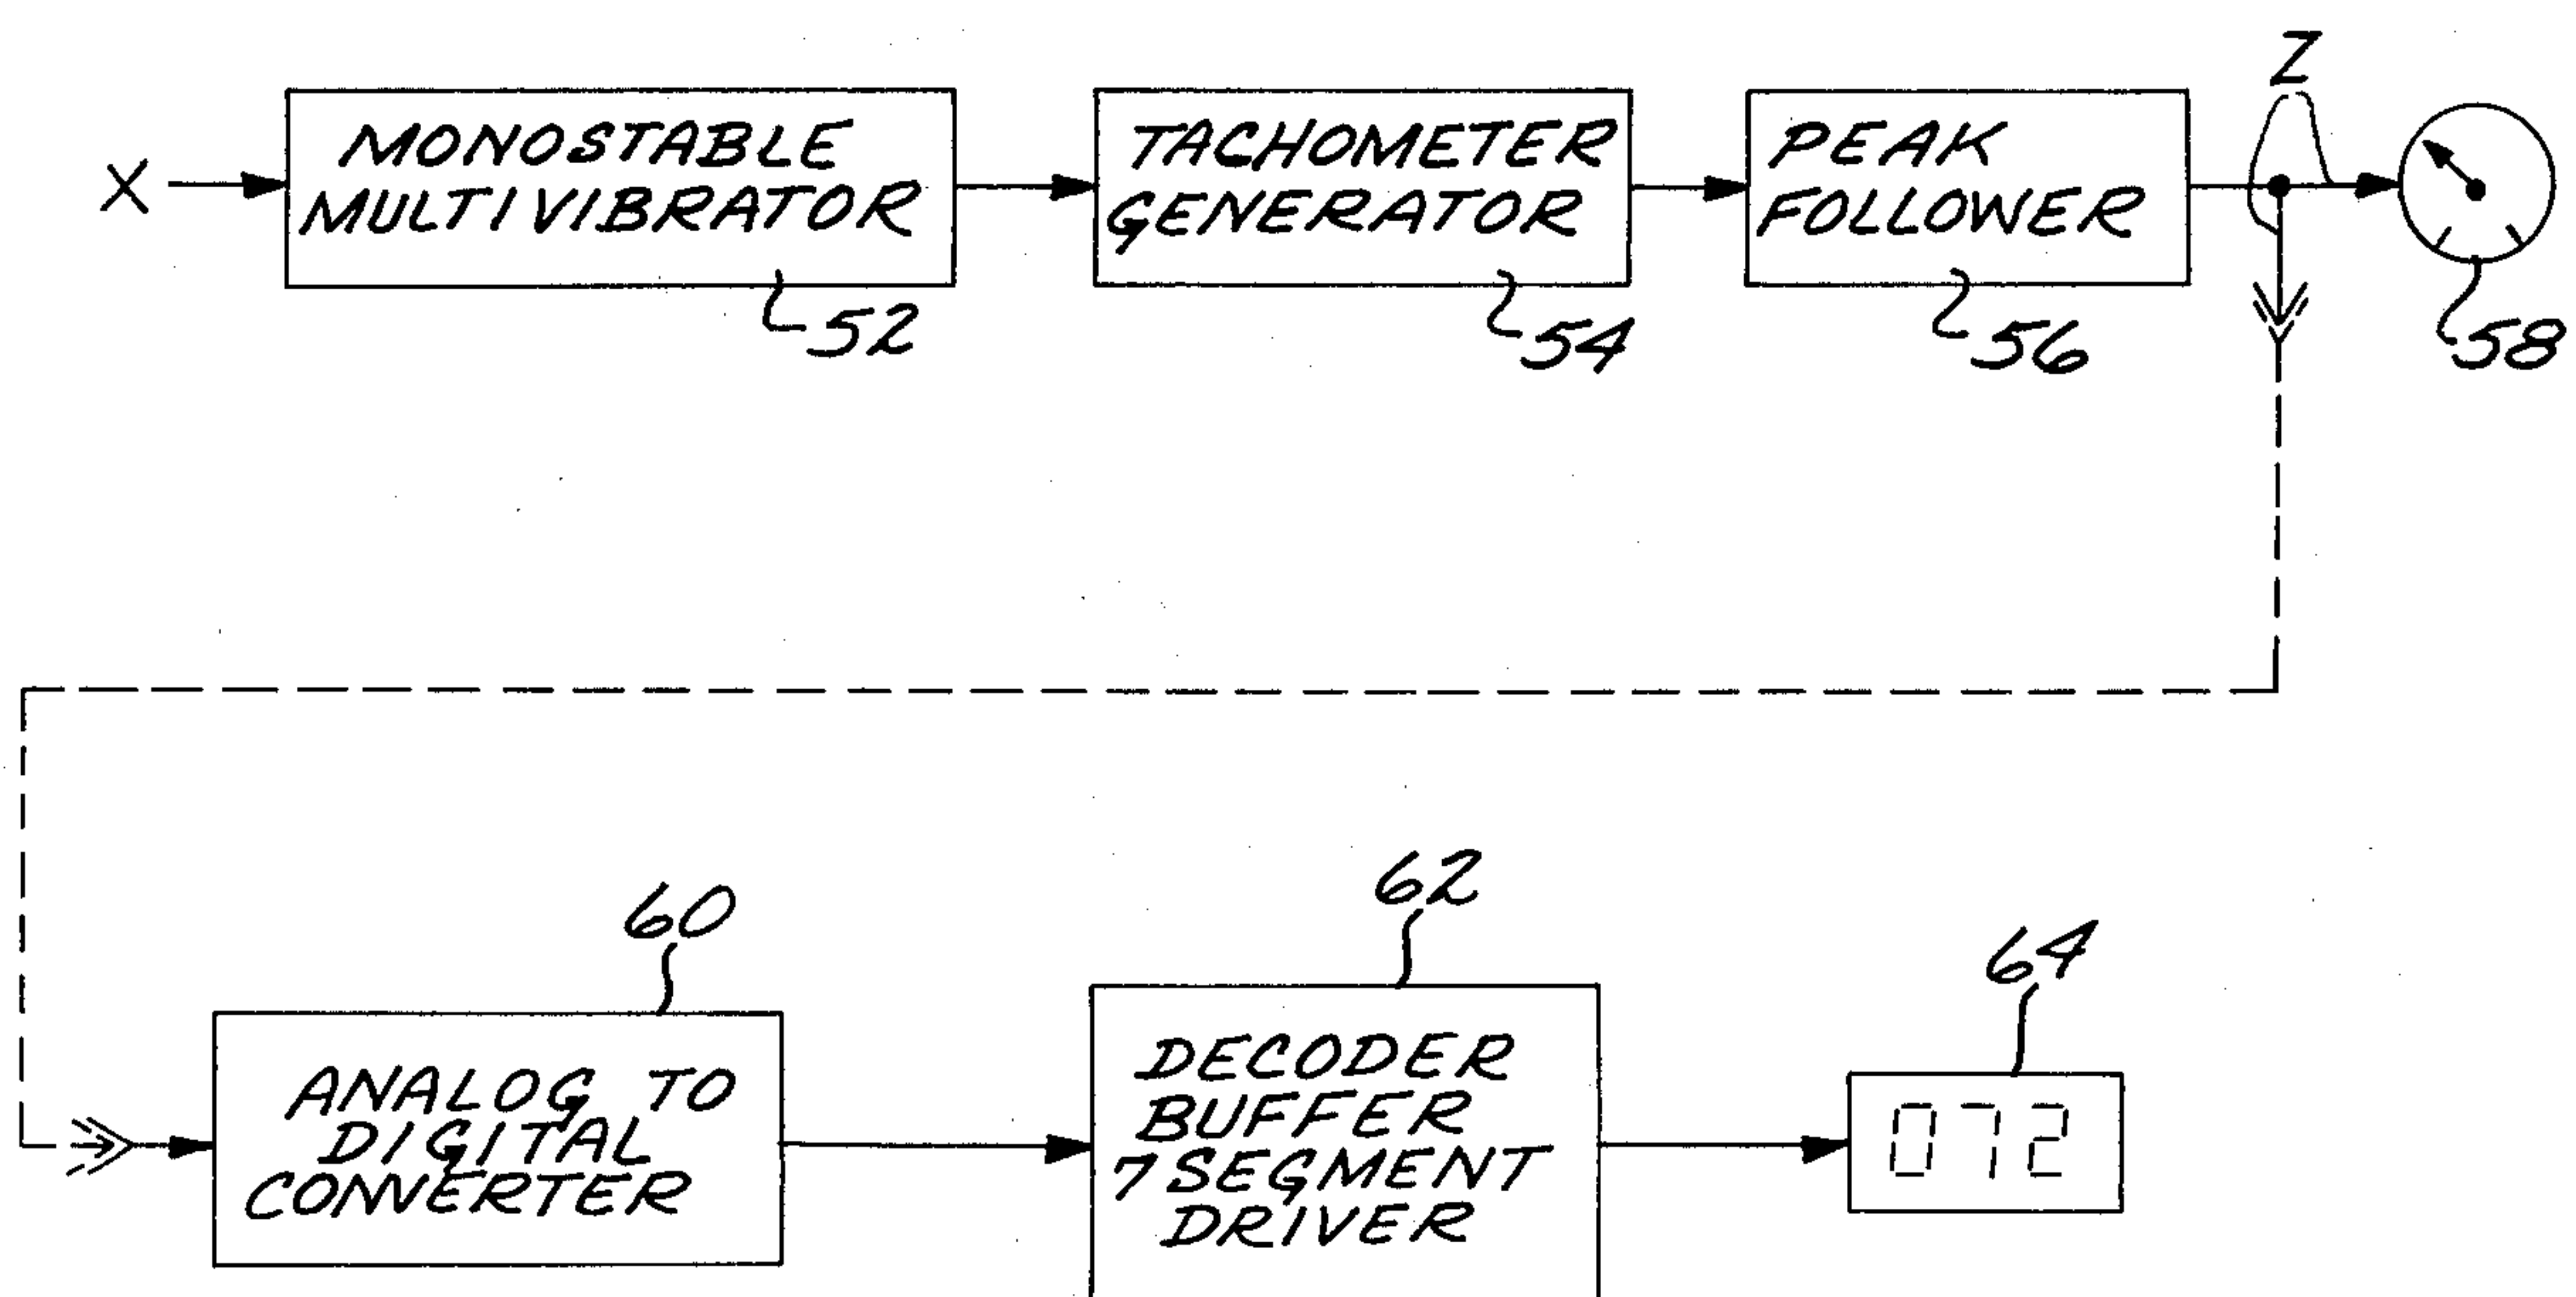 Z
X
MONOSTABLE
MULTIVIBRATOR
TACHOMETER
GENERATOR
PEAK
FOLLOWER
52
54
56
58
60
62
64
ANALOG TO
DIGITAL
CONVERTER
DECODER
BUFFER
7 SEGMENT
DRIVER
072